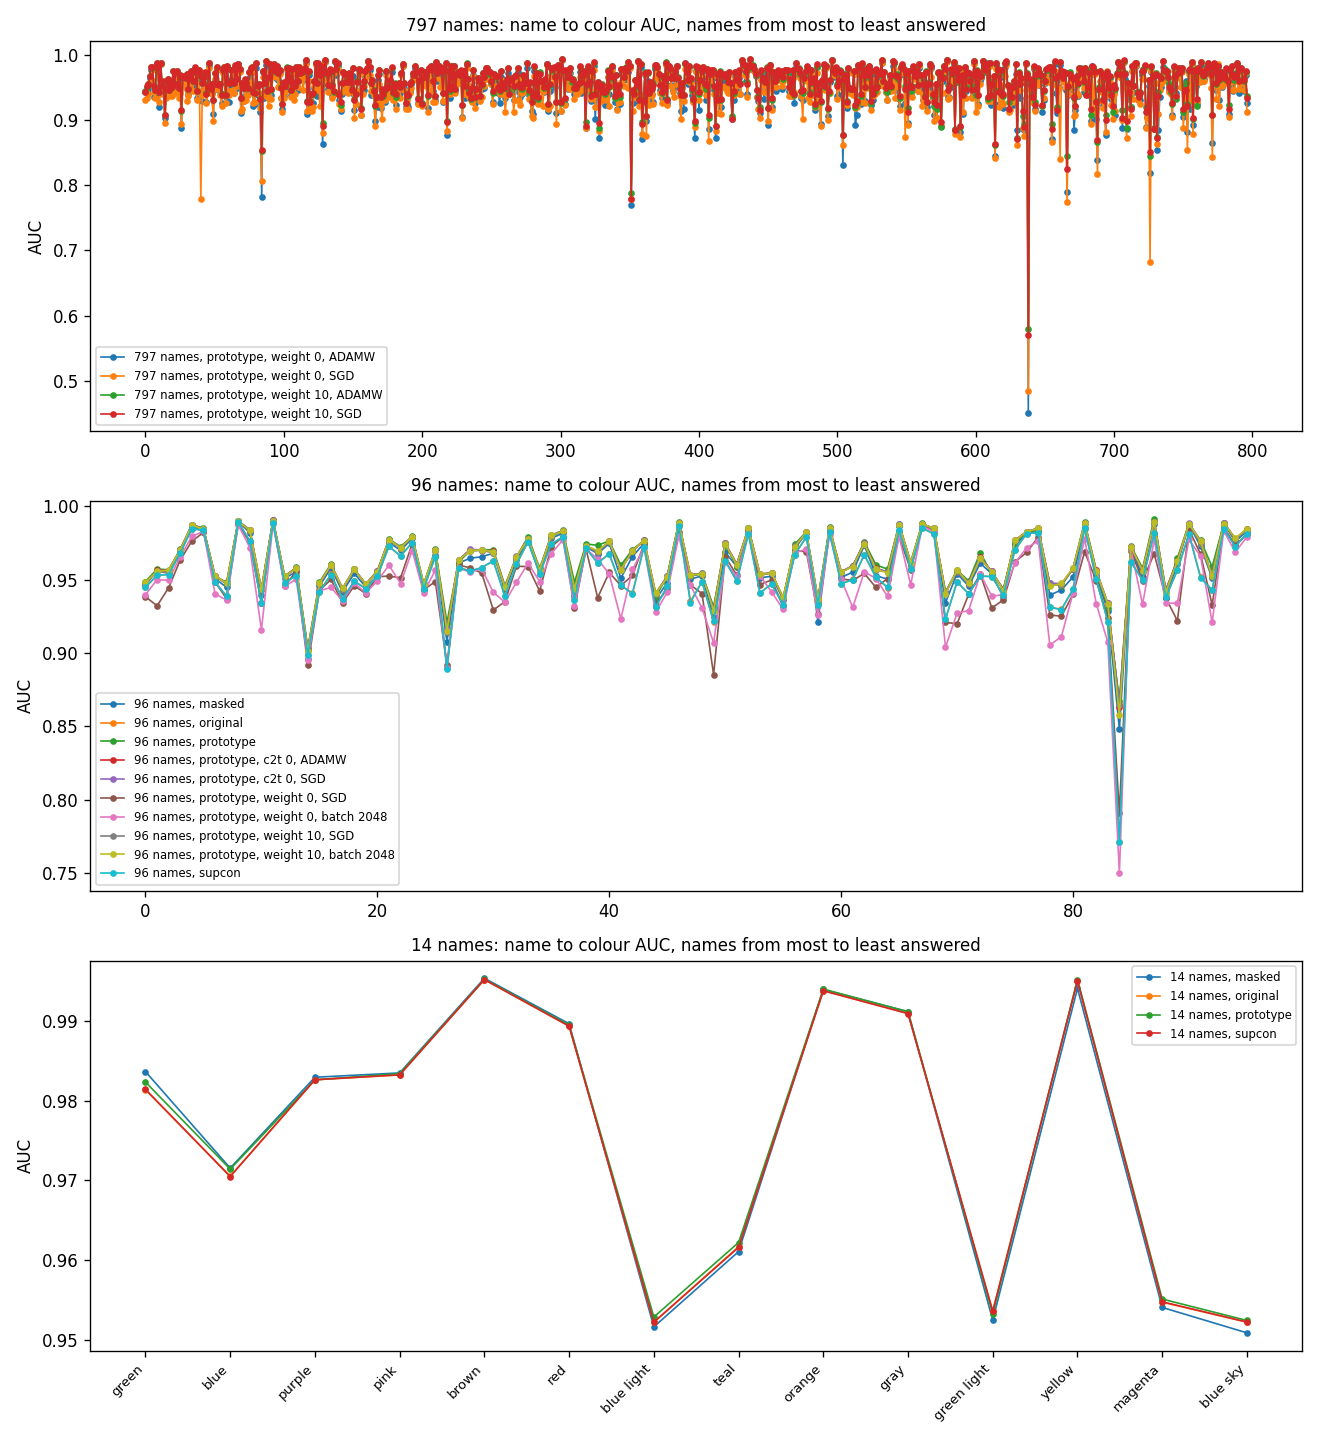 797 names: name to colour AUC, names from most to least answered
1.0
0.9
0.8
0.7
0.6
0.5
AUC
797 names, prototype, weight 0, ADAMW
797 names, prototype, weight 0, SGD
797 names, prototype, weight 10, ADAMW
797 names, prototype, weight 10, SGD
0 100 200 300 400 500 600 700 800
96 names: name to colour AUC, names from most to least answered
1.00
0.95
0.90
0.85
0.80
0.75
AUC
96 names, masked
96 names, original
96 names, prototype
96 names, prototype, c2t 0, ADAMW
96 names, prototype, c2t 0, SGD
96 names, prototype, weight 0, SGD
96 names, prototype, weight 0, batch 2048
96 names, prototype, weight 10, SGD
96 names, prototype, weight 10, batch 2048
96 names, supcon
0 20 40 60 80
14 names: name to colour AUC, names from most to least answered
0.99
0.98
0.97
0.96
0.95
AUC
14 names, masked
14 names, original
14 names, prototype
14 names, supcon
green
blue
purple
pink
brown
red
blue light
teal
orange
gray
green light
yellow
magenta
blue sky